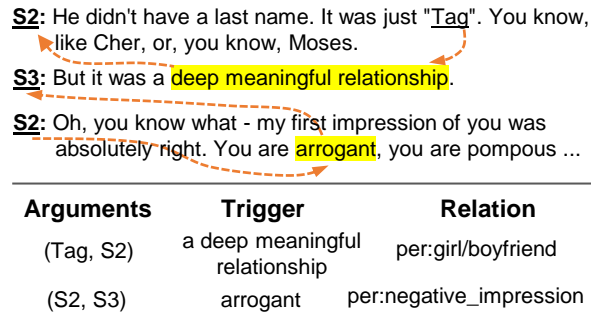 S2: He didn't have a last name. It was just "Tag". You know,
like Cher, or, you know, Moses.
S3: But it was a deep meaningful relationship.
S2: Oh, you know what - my first impression of you was
absolutely right. You are arrogant, you are pompous ...
Arguments Trigger Relation
(Tag, S2) a deep meaningful relationship per:girl/boyfriend
(S2, S3) arrogant per:negative_impression